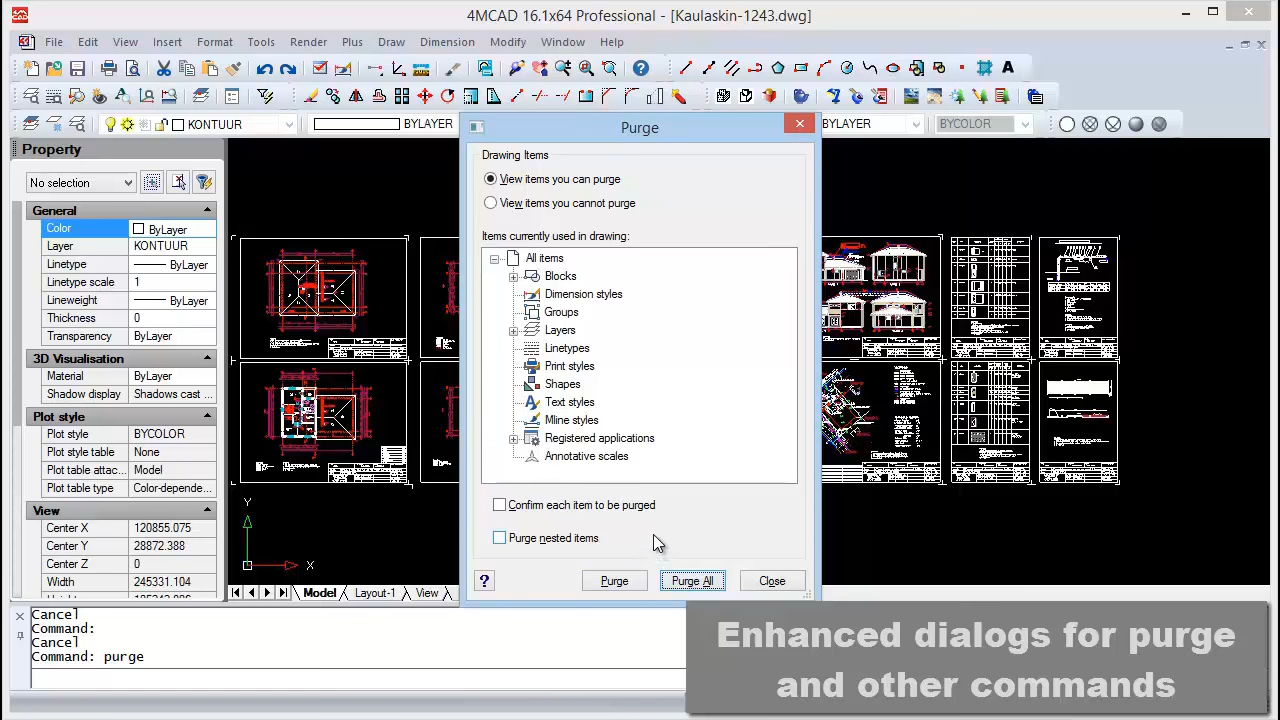 4MCAD 16.1x64 Professional - [Kaulaskin-1243.dwg]
File Edit View Insert Format Tools Render Plus Draw Dimension Modify Window Help
KONTUUR BYLAYER BYLAYER BYCOLOR
Property
No selection
General
Color ByLayer
Layer KONTUUR
Linetype ByLayer
Linetype scale 1
Lineweight ByLayer
Thickness 0
Transparency ByLayer
3D Visualisation
Material ByLayer
Shadow display Shadows cast ...
Plot style
Plot style BYCOLOR
Plot style table None
Plot table attac... Model
Plot table type Color-depende...
View
Center X 120855.075
Center Y 28872.388
Center Z 0
Width 245331.104
Purge
Drawing Items
View items you can purge
View items you cannot purge
Items currently used in drawing:
All items
Blocks
Dimension styles
Groups
Layers
Linetypes
Print styles
Shapes
Text styles
Mline styles
Registered applications
Annotative scales
Confirm each item to be purged
Purge nested items
? Purge Purge All Close
Y
X
Model Layout-1 View
Cancel
Command:
Cancel
Command: purge
Enhanced dialogs for purge
and other commands